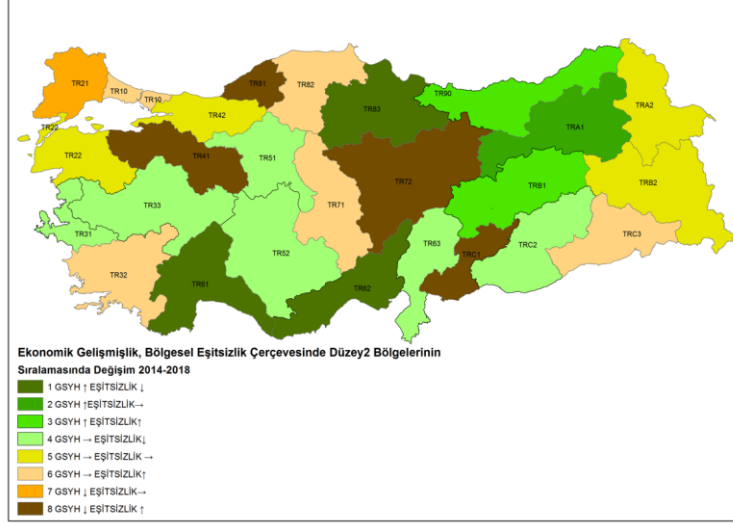 TR21
TR10
TR10
TR81
TR82
TR83
TR90
TRA2
TR22
TR42
TRA1
TR22
TR41
TR51
TR72
TRB1
TRB2
TR33
TR71
TR31
TR52
TR63
TRC1
TRC2
TRC3
TR32
TR61
TR62
Ekonomik Gelişmişlik, Bölgesel Eşitsizlik Çerçevesinde Düzey2 Bölgelerinin
Sıralamasında Değişim 2014-2018
1 GSYH ↑ EŞİTSİZLİK ↓
2 GSYH ↑EŞİTSİZLİK→
3 GSYH ↑ EŞİTSİZLİK↑
4 GSYH → EŞİTSİZLİK↓
5 GSYH → EŞİTSİZLİK →
6 GSYH → EŞİTSİZLİK↑
7 GSYH ↓ EŞİTSİZLİK→
8 GSYH ↓ EŞİTSİZLİK ↑